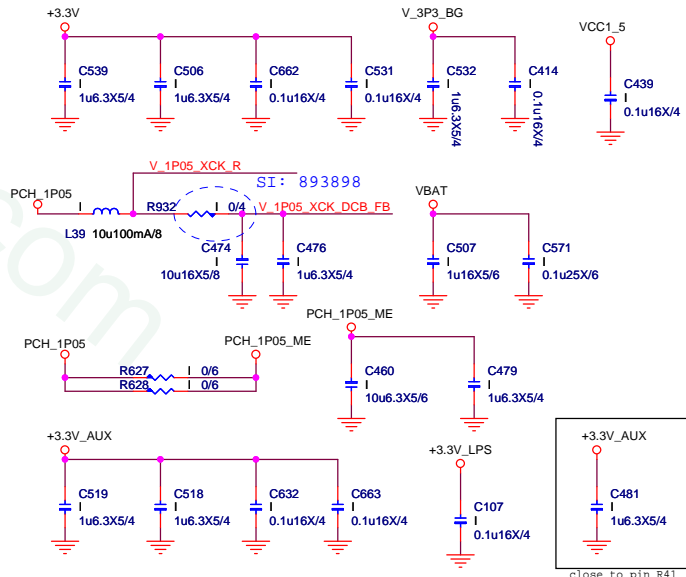 +3.3V
V_3P3_BG
VCC1_5
C539
I
1u6.3X5/4
C506
I
1u6.3X5/4
C662
I
0.1u16X/4
C531
I
0.1u16X/4
C532
I
1u6.3X5/4
C414
I
0.1u16X/4
C439
I
0.1u16X/4
V_1P05_XCK_R
SI: 893898
PCH_1P05
I
L39 10u100mA/8
R932 I 0/4
V_1P05_XCK_DCB_FB
C474
I
10u16X5/8
C476
I
1u6.3X5/4
VBAT
C507
I
1u16X5/6
C571
I
0.1u25X/6
PCH_1P05
PCH_1P05_ME
R627 I 0/6
R628 I 0/6
PCH_1P05_ME
C460
I
10u6.3X5/6
C479
I
1u6.3X5/4
+3.3V_AUX
C519
I
1u6.3X5/4
C518
I
1u6.3X5/4
C632
I
0.1u16X/4
C663
I
0.1u16X/4
+3.3V_LPS
C107
I
0.1u16X/4
+3.3V_AUX
C481
I
1u6.3X5/4
close to pin R41
com